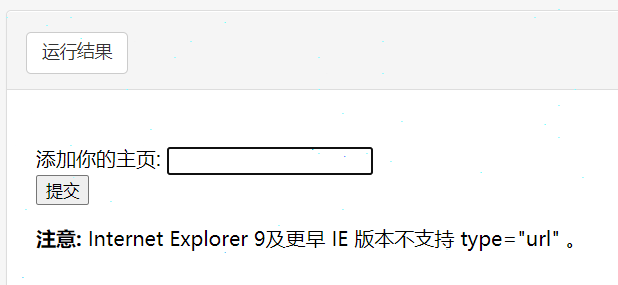 运行结果
添加你的主页:
提交
注意: Internet Explorer 9及更早 IE 版本不支持 type="url" 。